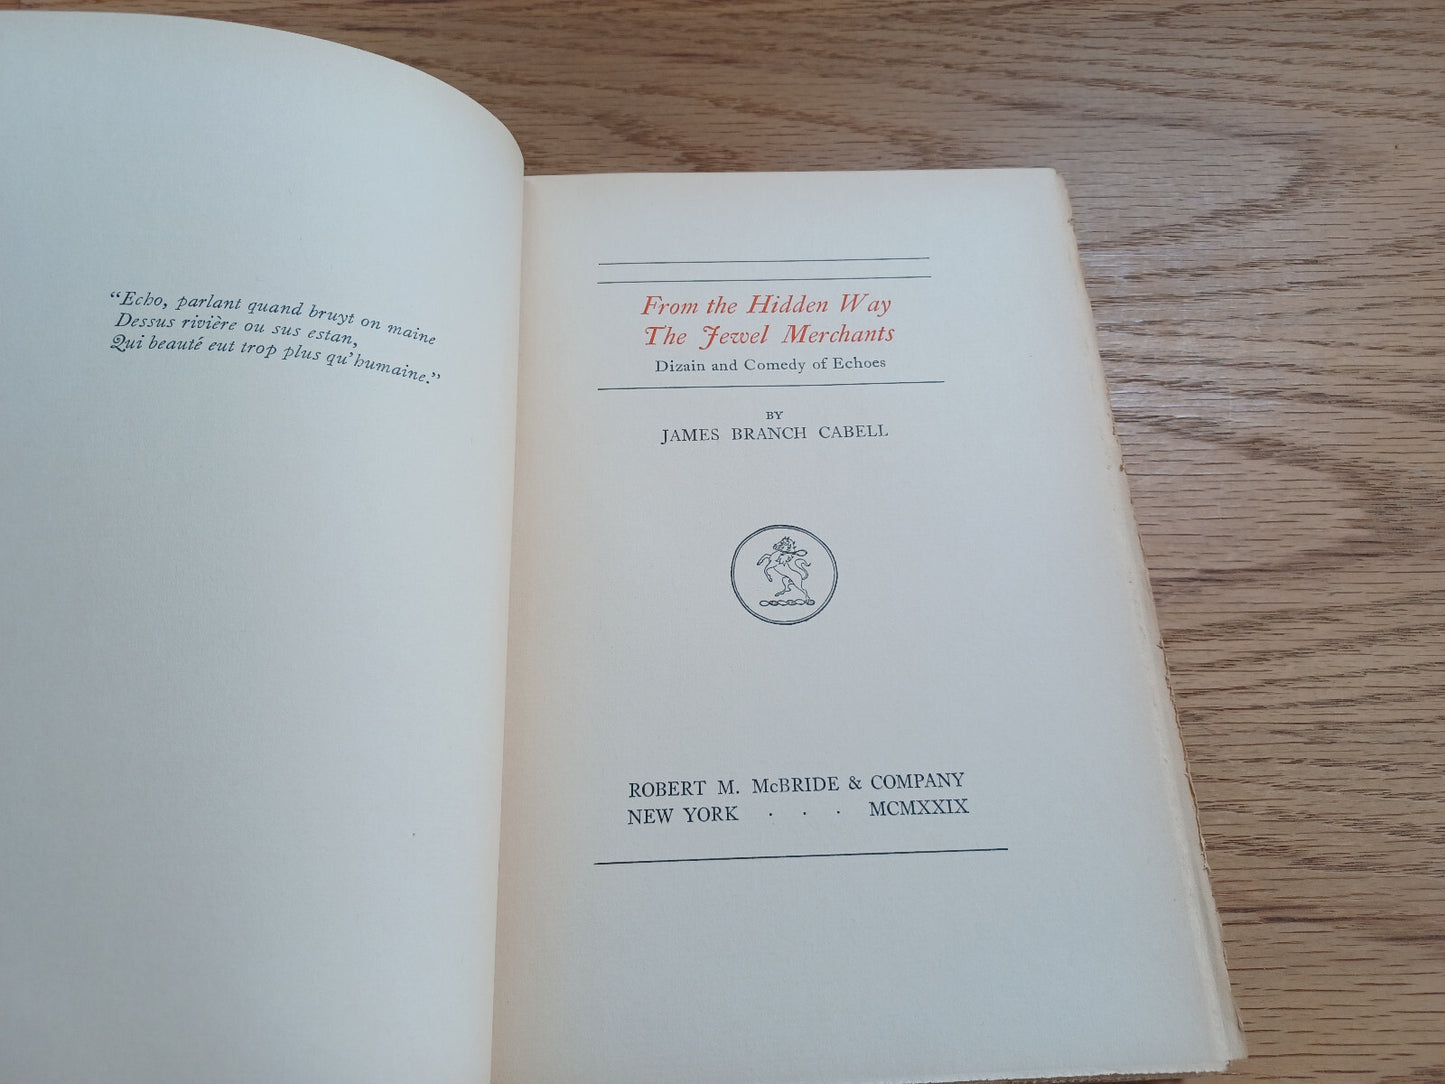 “Echo, parlant quand bruyt on maine
Dessus rivière ou sus estan,
Qui beauté eut trop plus qu’humaine.”
From the Hidden Way
The Jewel Merchants
Dizain and Comedy of Echoes
BY
JAMES BRANCH CABELL
ROBERT M. McBRIDE & COMPANY
NEW YORK . . . MCMXXIX